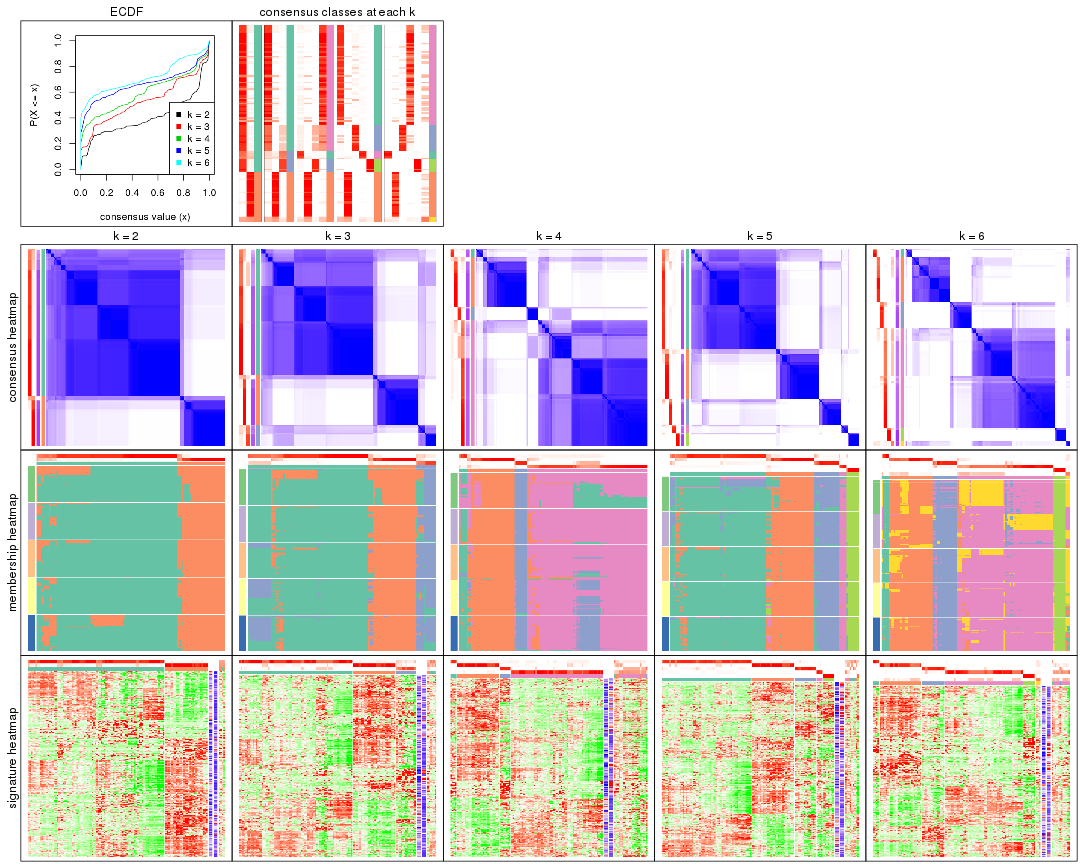 ECDF
consensus classes at each k
P(X <= x)
0.0 0.2 0.4 0.6 0.8 1.0
k = 2
k = 3
k = 4
k = 5
k = 6
0.0 0.2 0.4 0.6 0.8 1.0
consensus value (x)
k = 2
k = 3
k = 4
k = 5
k = 6
consensus heatmap
membership heatmap
signature heatmap